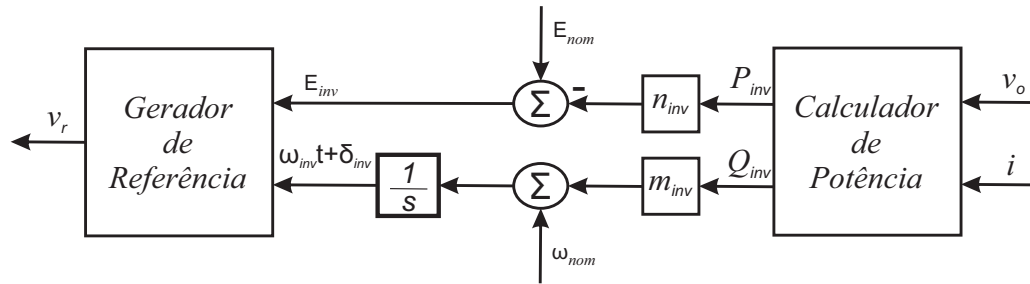 E_nom
Gerador
de
Referência
v_r
E_inv
Σ
-
n_inv
P_inv
Calculador
de
Potência
v_o
ω_inv t+δ_inv
1
s
Σ
m_inv
Q_inv
i
ω_nom